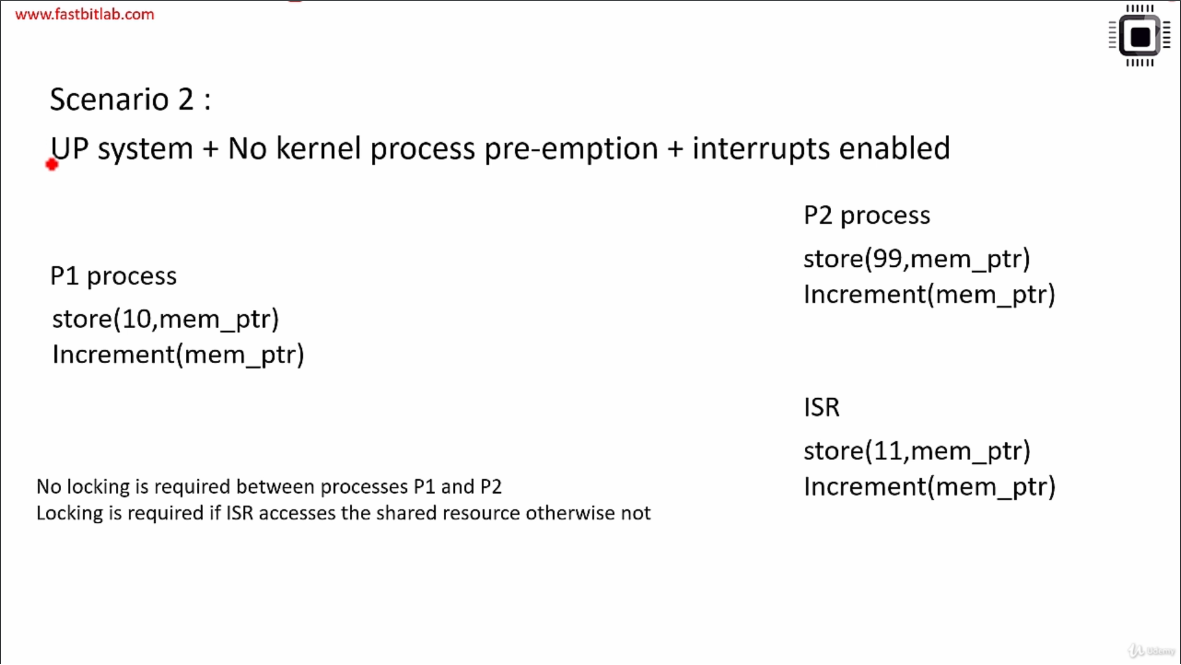 www.fastbitlab.com
Scenario 2 :
UP system + No kernel process pre-emption + interrupts enabled
P2 process
store(99,mem_ptr)
Increment(mem_ptr)
P1 process
store(10,mem_ptr)
Increment(mem_ptr)
ISR
store(11,mem_ptr)
Increment(mem_ptr)
No locking is required between processes P1 and P2
Locking is required if ISR accesses the shared resource otherwise not
Udemy